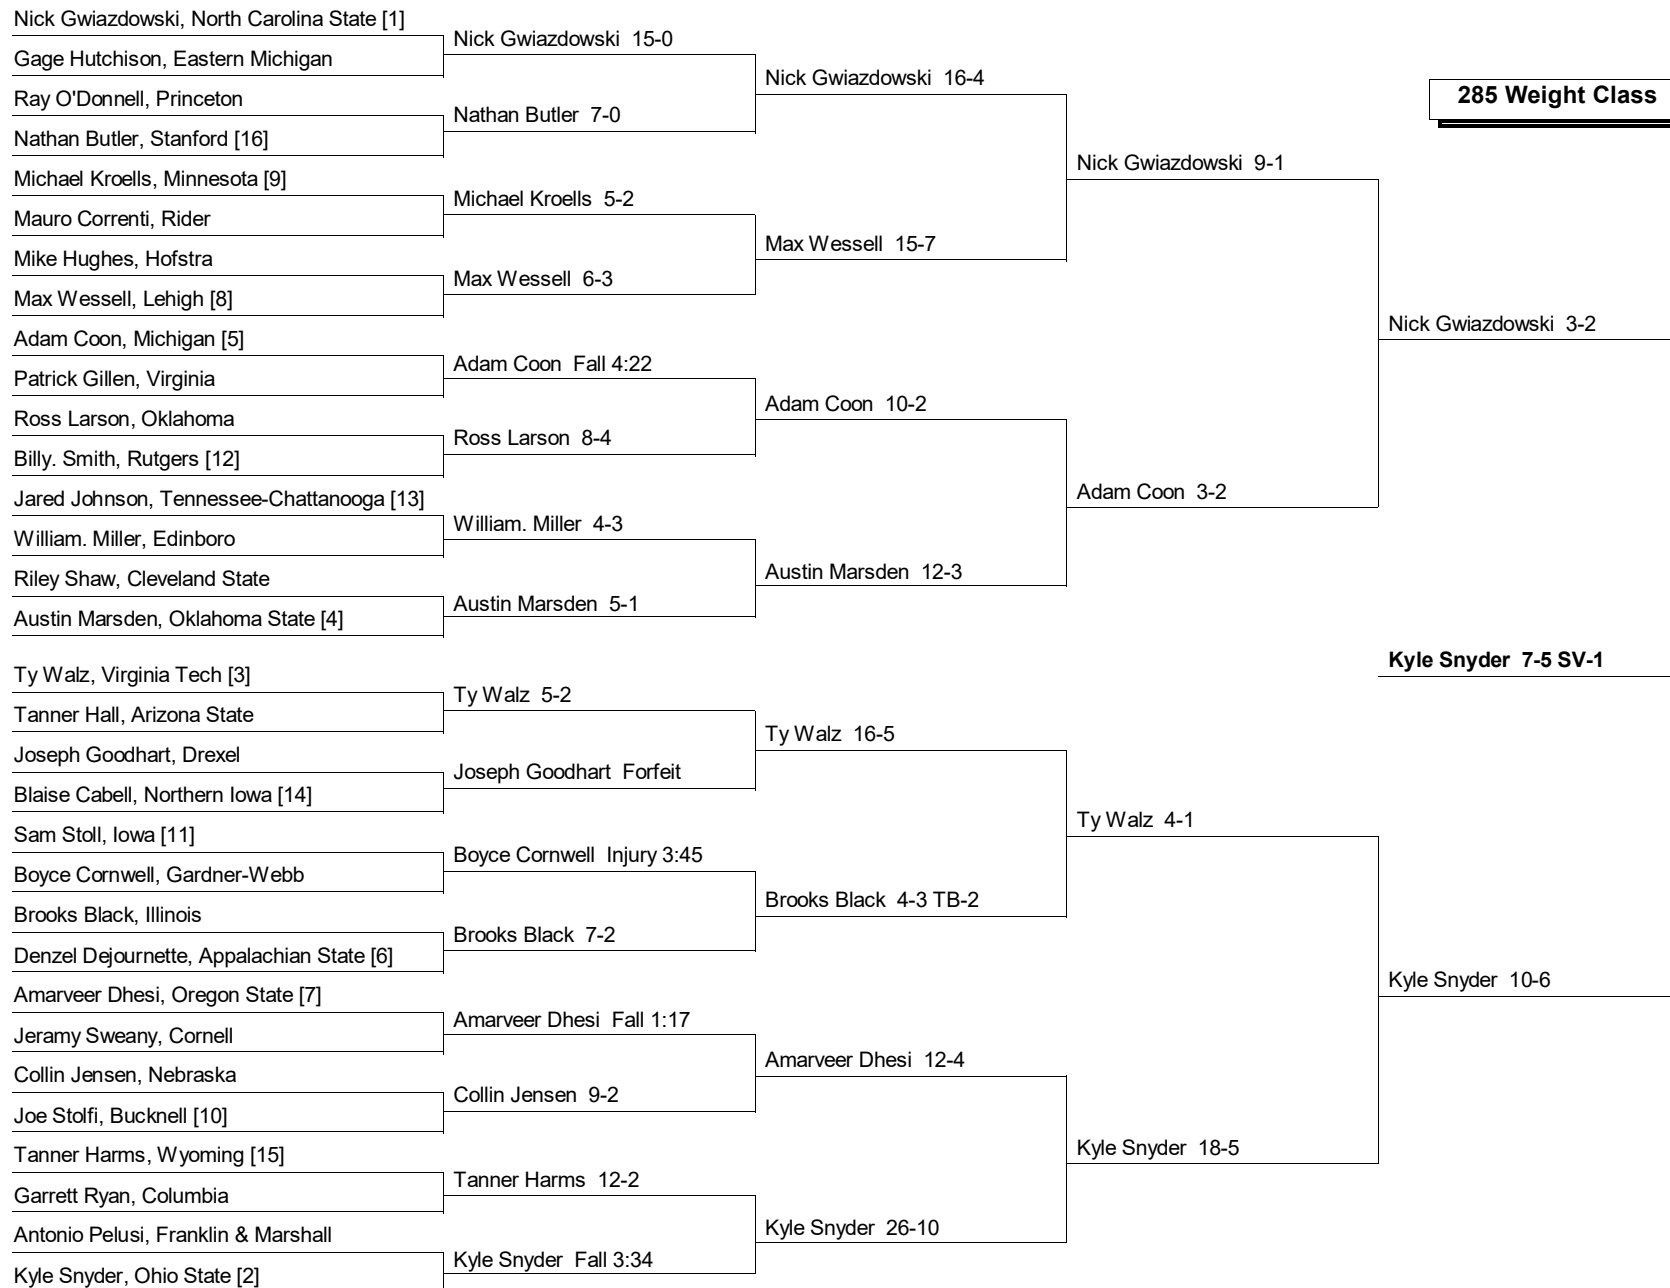 Nick Gwiazdowski, North Carolina State [1]
Gage Hutchison, Eastern Michigan
Ray O'Donnell, Princeton
Nathan Butler, Stanford [16]
Michael Kroells, Minnesota [9]
Mauro Correnti, Rider
Mike Hughes, Hofstra
Max Wessell, Lehigh [8]
Adam Coon, Michigan [5]
Patrick Gillen, Virginia
Ross Larson, Oklahoma
Billy. Smith, Rutgers [12]
Jared Johnson, Tennessee-Chattanooga [13]
William. Miller, Edinboro
Riley Shaw, Cleveland State
Austin Marsden, Oklahoma State [4]
Ty Walz, Virginia Tech [3]
Tanner Hall, Arizona State
Joseph Goodhart, Drexel
Blaise Cabell, Northern Iowa [14]
Sam Stoll, Iowa [11]
Boyce Cornwell, Gardner-Webb
Brooks Black, Illinois
Denzel Dejournette, Appalachian State [6]
Amarveer Dhesi, Oregon State [7]
Jeramy Sweany, Cornell
Collin Jensen, Nebraska
Joe Stolfi, Bucknell [10]
Tanner Harms, Wyoming [15]
Garrett Ryan, Columbia
Antonio Pelusi, Franklin & Marshall
Kyle Snyder, Ohio State [2]
Nick Gwiazdowski 15-0
Nathan Butler 7-0
Michael Kroells 5-2
Max Wessell 6-3
Adam Coon Fall 4:22
Ross Larson 8-4
William. Miller 4-3
Austin Marsden 5-1
Ty Walz 5-2
Joseph Goodhart Forfeit
Boyce Cornwell Injury 3:45
Brooks Black 7-2
Amarveer Dhesi Fall 1:17
Collin Jensen 9-2
Tanner Harms 12-2
Kyle Snyder Fall 3:34
Nick Gwiazdowski 16-4
Max Wessell 15-7
Adam Coon 10-2
Austin Marsden 12-3
Ty Walz 16-5
Brooks Black 4-3 TB-2
Amarveer Dhesi 12-4
Kyle Snyder 26-10
Nick Gwiazdowski 9-1
Adam Coon 3-2
Ty Walz 4-1
Kyle Snyder 18-5
285 Weight Class
Nick Gwiazdowski 3-2
Kyle Snyder 7-5 SV-1
Kyle Snyder 10-6